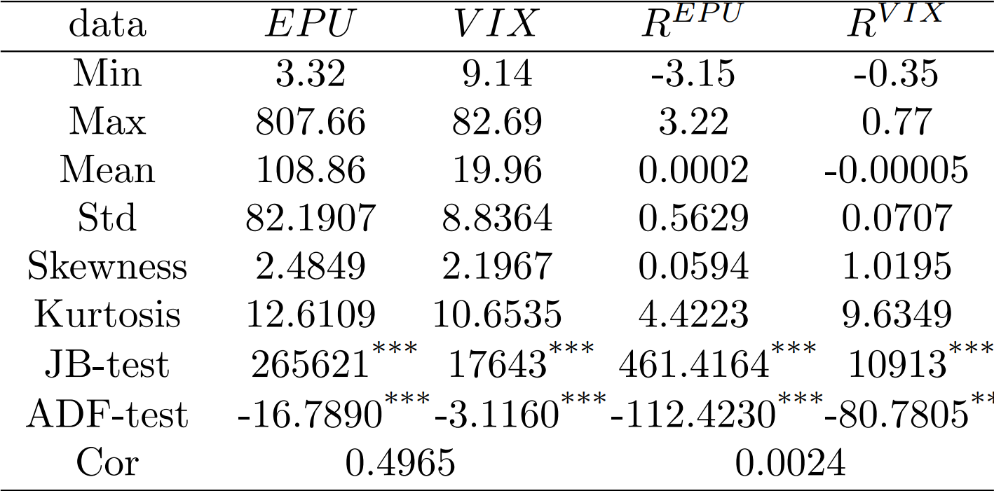 data EPU VIX R^EPU R^VIX
Min 3.32 9.14 -3.15 -0.35
Max 807.66 82.69 3.22 0.77
Mean 108.86 19.96 0.0002 -0.00005
Std 82.1907 8.8364 0.5629 0.0707
Skewness 2.4849 2.1967 0.0594 1.0195
Kurtosis 12.6109 10.6535 4.4223 9.6349
JB-test 265621*** 17643*** 461.4164*** 10913***
ADF-test -16.7890*** -3.1160*** -112.4230*** -80.7805**
Cor 0.4965 0.0024